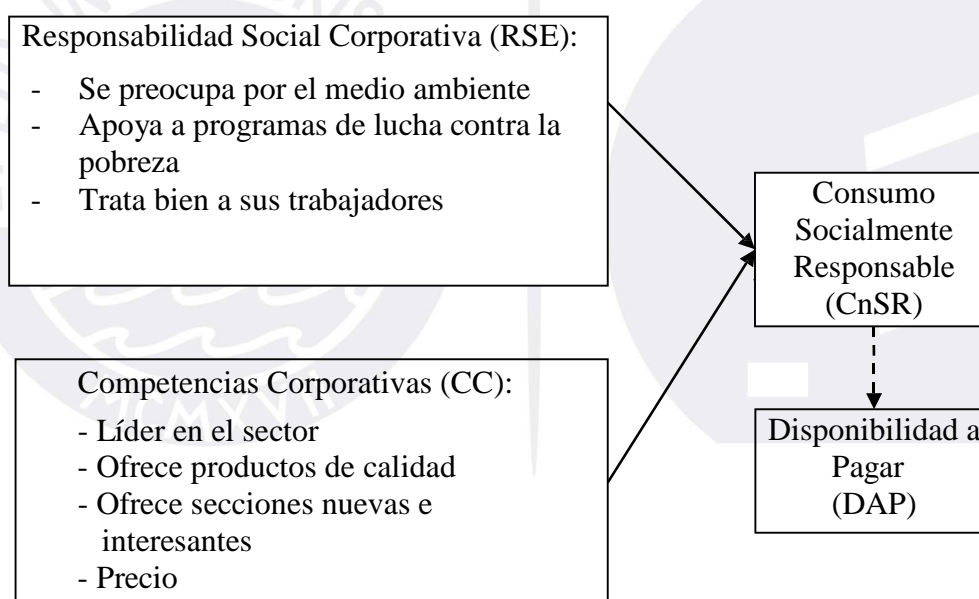 Responsabilidad Social Corporativa (RSE):
- Se preocupa por el medio ambiente
- Apoya a programas de lucha contra la
pobreza
- Trata bien a sus trabajadores
Consumo
Socialmente
Responsable
(CnSR)
Competencias Corporativas (CC):
- Líder en el sector
- Ofrece productos de calidad
- Ofrece secciones nuevas e
interesantes
- Precio
Disponibilidad a
Pagar
(DAP)
MCMXVII